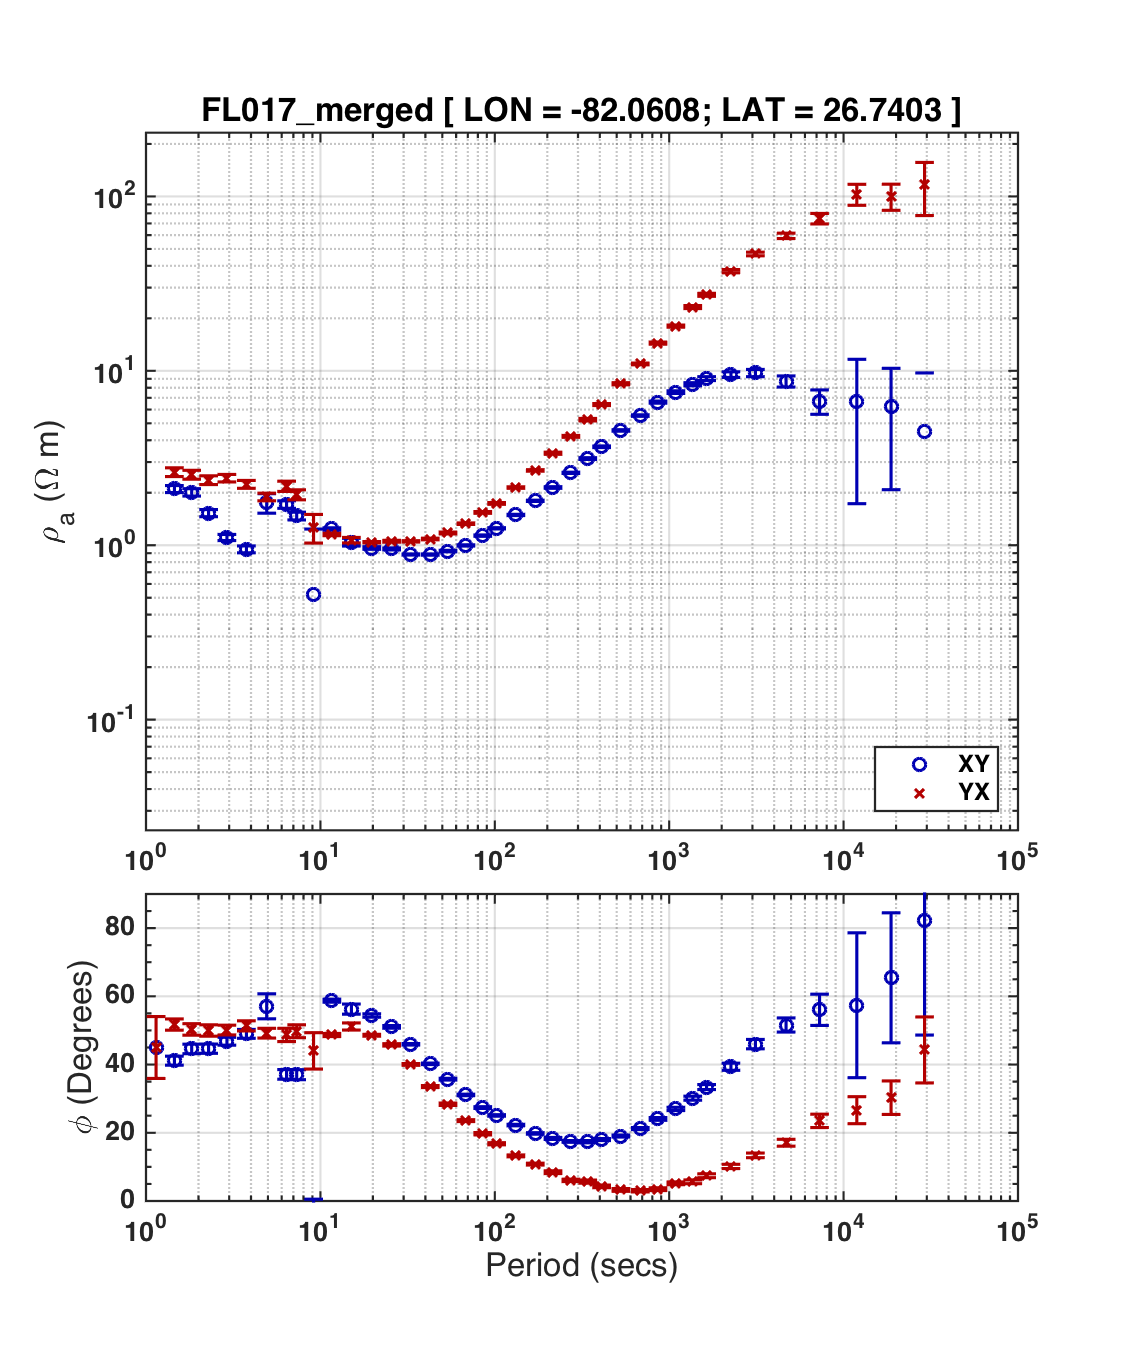 FL017_merged [ LON = -82.0608; LAT = 26.7403 ]
ρa (Ω m)
10²
10¹
10⁰
10⁻¹
XY
YX
10⁰ 10¹ 10² 10³ 10⁴ 10⁵
ϕ (Degrees)
80
60
40
20
0
10⁰ 10¹ 10² 10³ 10⁴ 10⁵
Period (secs)